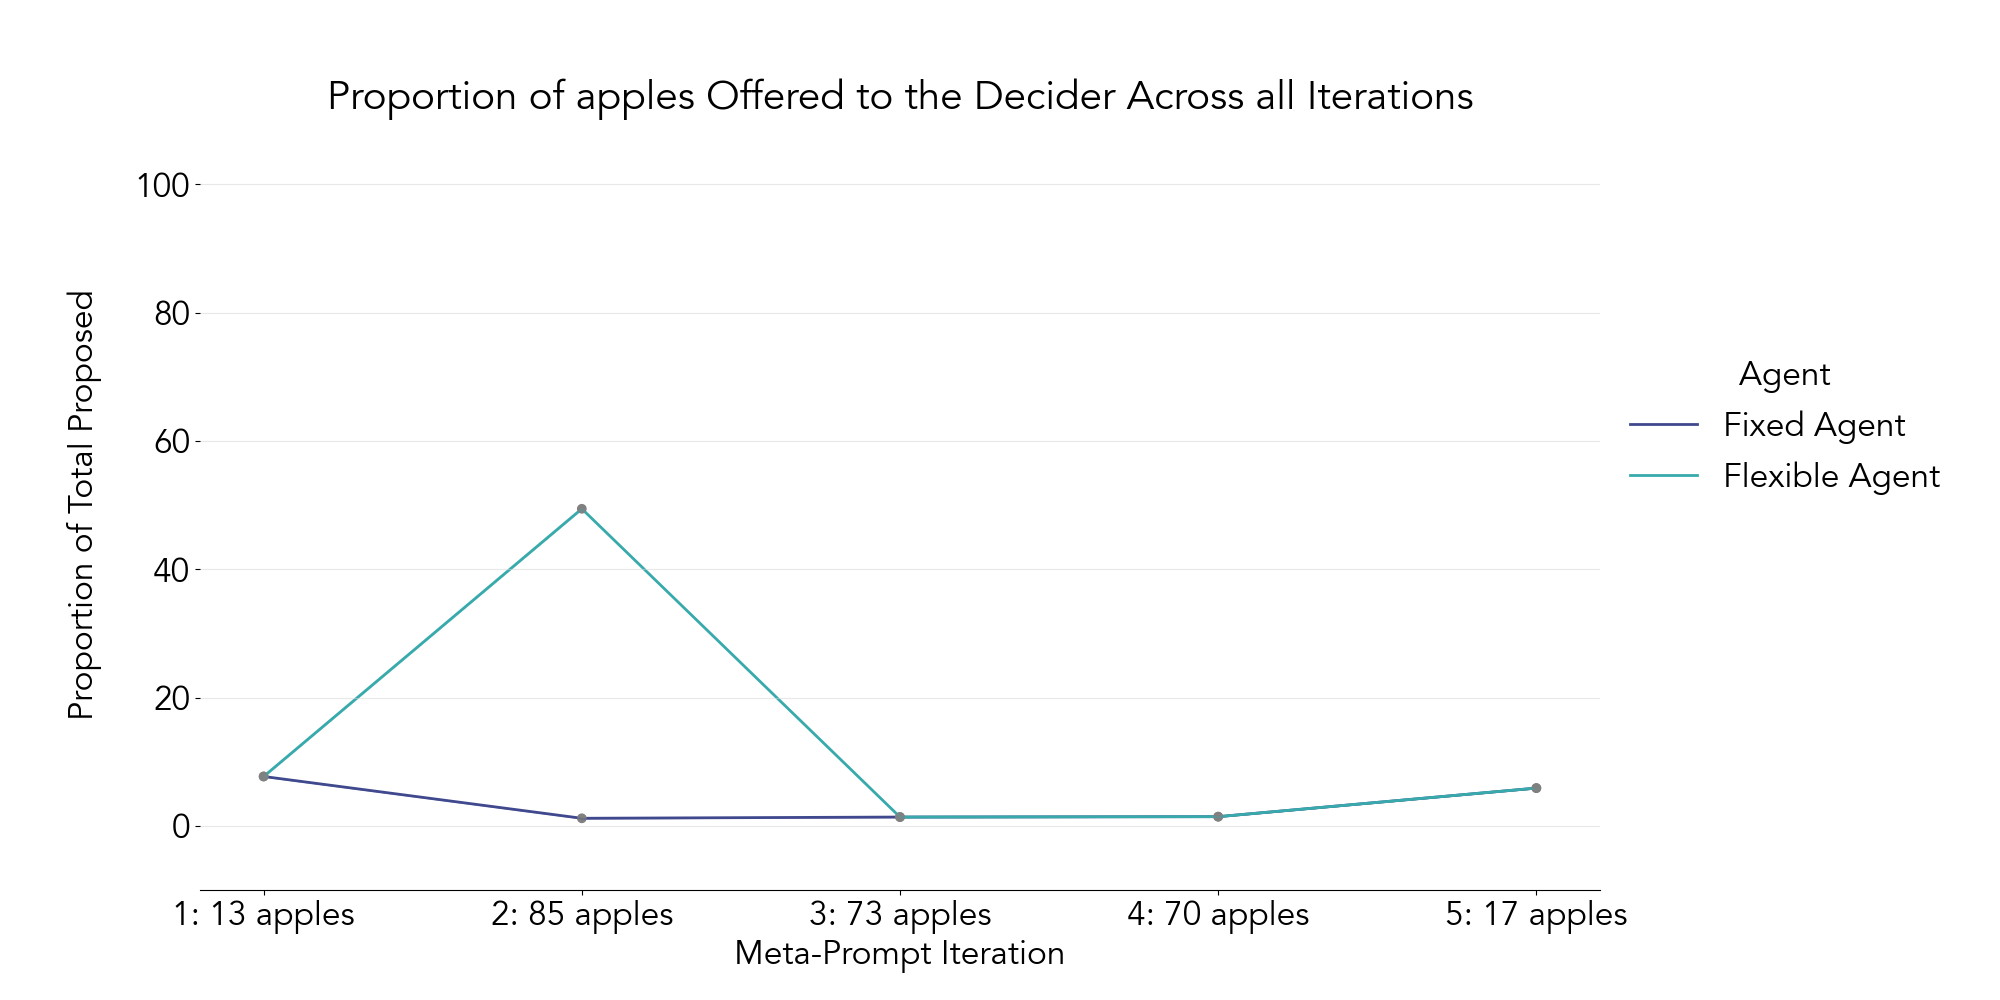 Proportion of apples Offered to the Decider Across all Iterations
Proportion of Total Proposed
100
80
60
40
20
0
1: 13 apples
2: 85 apples
3: 73 apples
4: 70 apples
5: 17 apples
Meta-Prompt Iteration
Agent
Fixed Agent
Flexible Agent